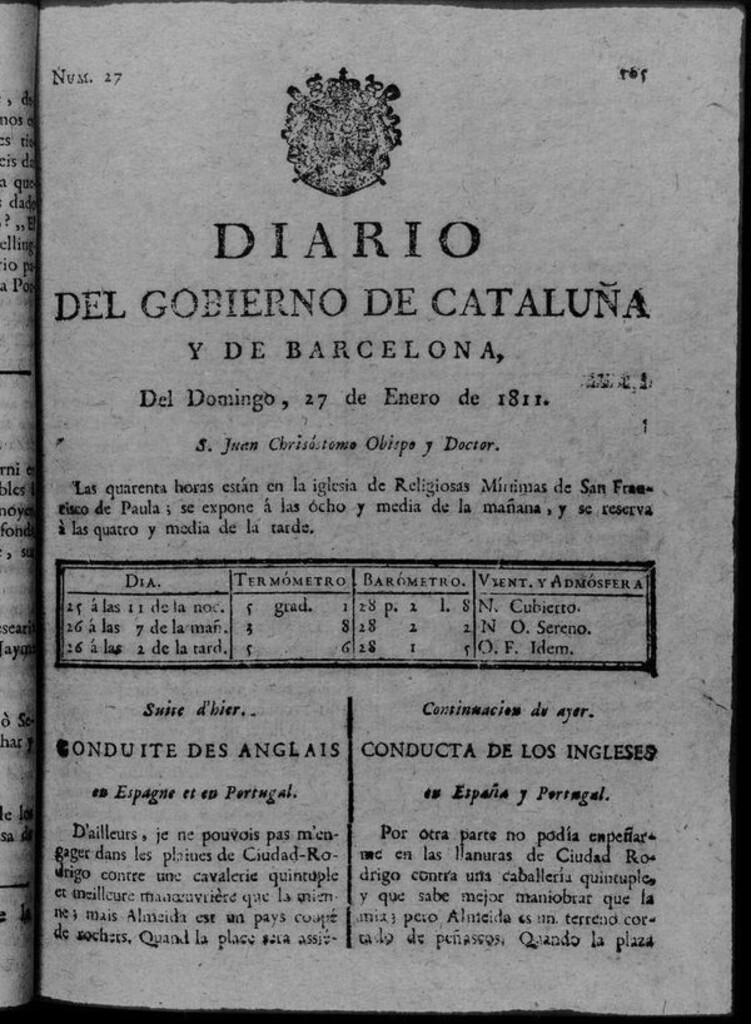 NUM. 27
DIARIO
DEL GOBIERNO DE CATALUÑA
Y DE BARCELONA,
Del Domingo, 27 de Enero de 1811.
S. Juan Chrisóstomo Obispo y Doctor.
Las quarenta horas están en la iglesia de Religiosas Mínimas de San Fran-
cisco de Paula; se expone á las ocho y media de la mañana, y se reserva
à las quatro y media de la tarde.
DIA. TERMÓMETRO BARÓMETRO. VIENT. Y ADMÓSFERA
25 á las 11 de la noc. 5 grad. 1 28 p. 2 l. 8 N. Cubierto.
26 á las 7 de la mañ. 3 8 28 2 2 N O. Sereno.
26 á las 2 de la tard. 5 6 28 1 5 O. F. Idem.
Suite d'hier.
CONDUITE DES ANGLAIS
en Espagne et en Portugal.
D'ailleurs, je ne pouvois pas m'en-
gager dans les plaines de Ciudad-Ro-
drigo contre une cavalerie quintuple
et meilleure manœuvrière que la mien-
ne; mais Almeida est un pays coupé
de rochers. Quand la place sera assié-
Continuacion de ayer.
CONDUCTA DE LOS INGLESES
en España y Portugal.
Por otra parte no podía empeñar-
me en las llanuras de Ciudad Ro-
drigo contra una caballería quintuple,
y que sabe mejor maniobrar que la
mia; pero Almeida es un terreno cor-
tado de peñascos. Quando la plaza